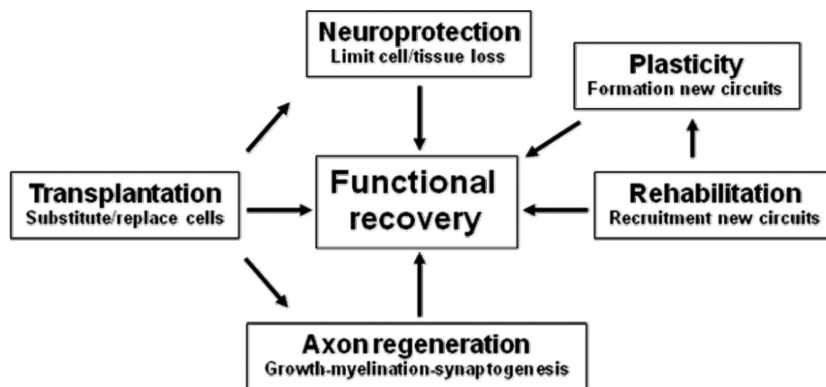 Neuroprotection
Limit cell/tissue loss
Plasticity
Formation new circuits
Transplantation
Substitute/replace cells
Functional
recovery
Rehabilitation
Recruitment new circuits
Axon regeneration
Growth-myelination-synaptogenesis